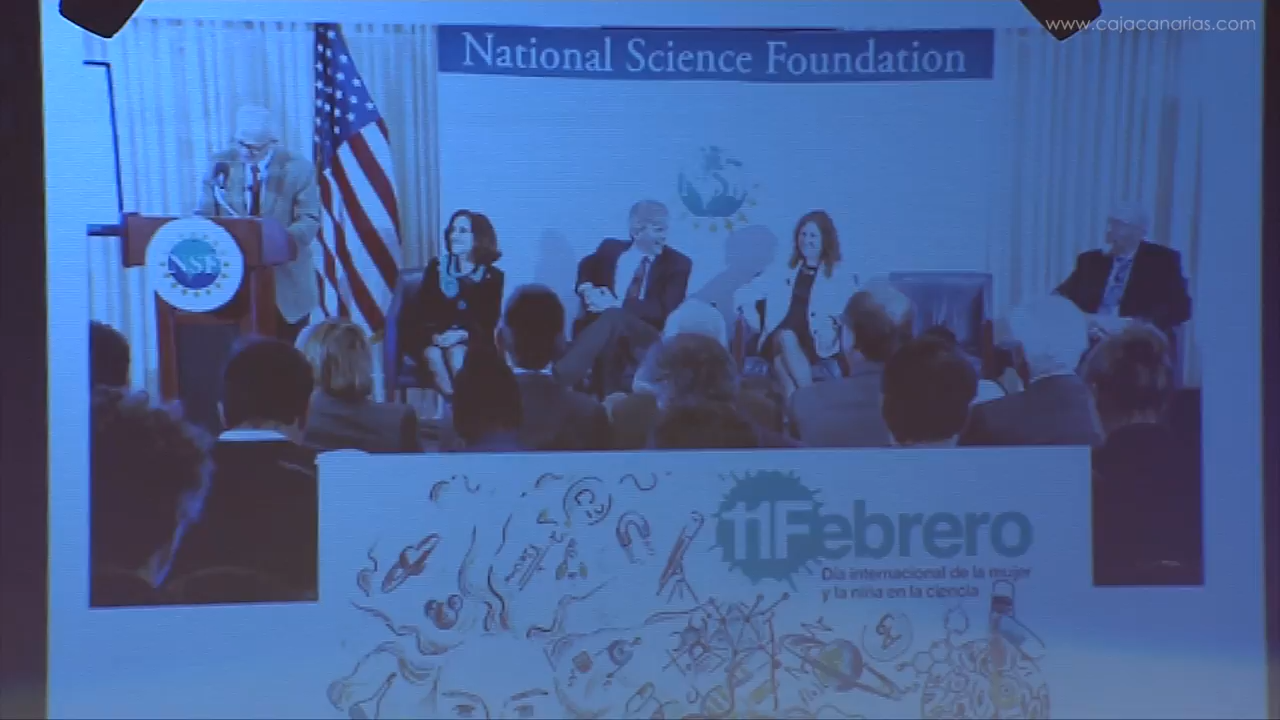 www.cajacanarias.com
National Science Foundation
NSF
11Febrero
Día internacional de la mujer
y la niña en la ciencia